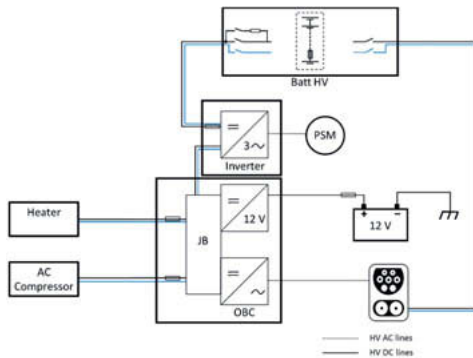 Batt HV
3
Inverter
PSM
Heater
AC
Compressor
JB
12 V
OBC
+ −
12 V
HV AC lines
HV DC lines